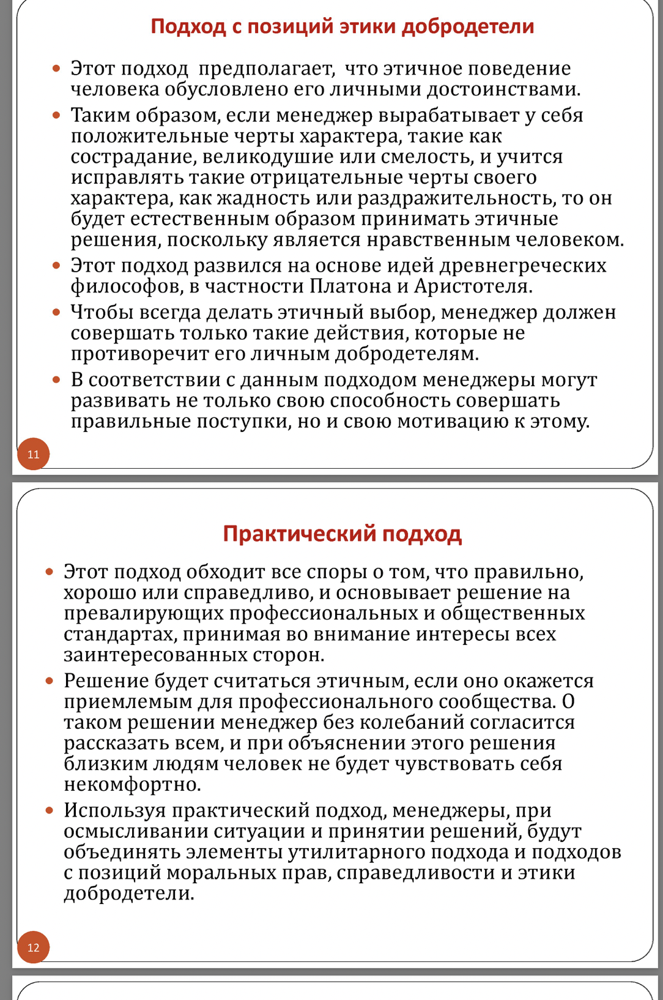 Подход с позиций этики добродетели
• Этот подход предполагает, что этичное поведение
человека обусловлено его личными достоинствами.
• Таким образом, если менеджер вырабатывает у себя
положительные черты характера, такие как
сострадание, великодушие или смелость, и учится
исправлять такие отрицательные черты своего
характера, как жадность или раздражительность, то он
будет естественным образом принимать этичные
решения, поскольку является нравственным человеком.
• Этот подход развился на основе идей древнегреческих
философов, в частности Платона и Аристотеля.
• Чтобы всегда делать этичный выбор, менеджер должен
совершать только такие действия, которые не
противоречит его личным добродетелям.
• В соответствии с данным подходом менеджеры могут
развивать не только свою способность совершать
правильные поступки, но и свою мотивацию к этому.
11
Практический подход
• Этот подход обходит все споры о том, что правильно,
хорошо или справедливо, и основывает решение на
превалирующих профессиональных и общественных
стандартах, принимая во внимание интересы всех
заинтересованных сторон.
• Решение будет считаться этичным, если оно окажется
приемлемым для профессионального сообщества. О
таком решении менеджер без колебаний согласится
рассказать всем, и при объяснении этого решения
близким людям человек не будет чувствовать себя
некомфортно.
• Используя практический подход, менеджеры, при
осмысливании ситуации и принятии решений, будут
объединять элементы утилитарного подхода и подходов
с позиций моральных прав, справедливости и этики
добродетели.
12